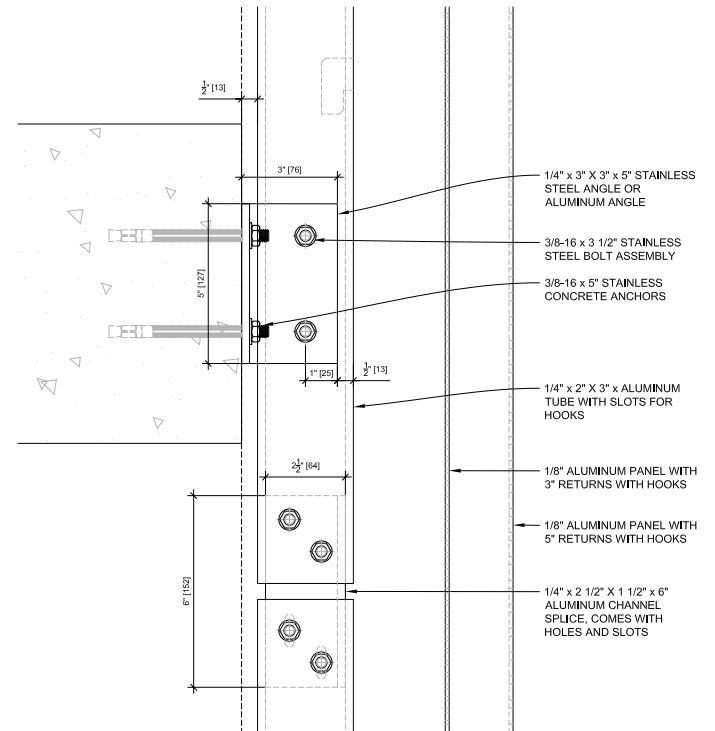 1/2" [13]
3" [76]
1/4" x 3" X 3" x 5" STAINLESS
STEEL ANGLE OR
ALUMINUM ANGLE
3/8-16 x 3 1/2" STAINLESS
STEEL BOLT ASSEMBLY
5" [127]
3/8-16 x 5" STAINLESS
CONCRETE ANCHORS
1" [25]
1/2" [13]
1/4" x 2" X 3" x ALUMINUM
TUBE WITH SLOTS FOR
HOOKS
2 1/2" [64]
1/8" ALUMINUM PANEL WITH
3" RETURNS WITH HOOKS
1/8" ALUMINUM PANEL WITH
5" RETURNS WITH HOOKS
6" [152]
1/4" x 2 1/2" X 1 1/2" x 6"
ALUMINUM CHANNEL
SPLICE, COMES WITH
HOLES AND SLOTS